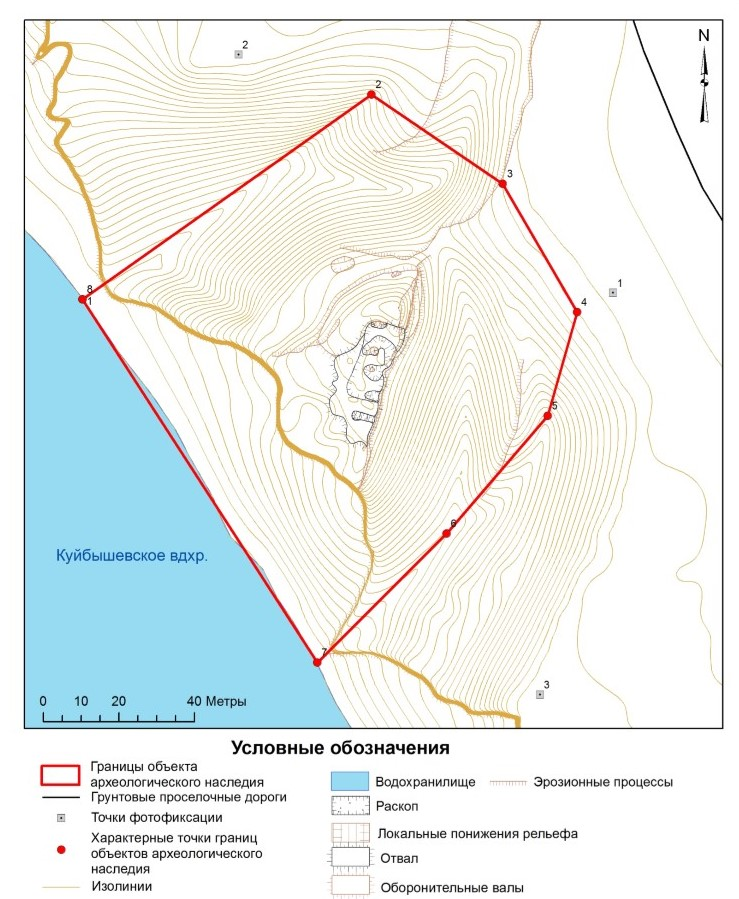 2
N
2
3
1
8
1
4
5
6
Куйбышевское вдхр.
7
3
0 10 20 40 Метры
Условные обозначения
Границы объекта
археологического наследия
Грунтовые проселочные дороги
Точки фотофиксации
Характерные точки границ
объектов археологического
наследия
Изолинии
Водохранилище
Раскоп
Локальные понижения рельефа
Отвал
Оборонительные валы
Эрозионные процессы